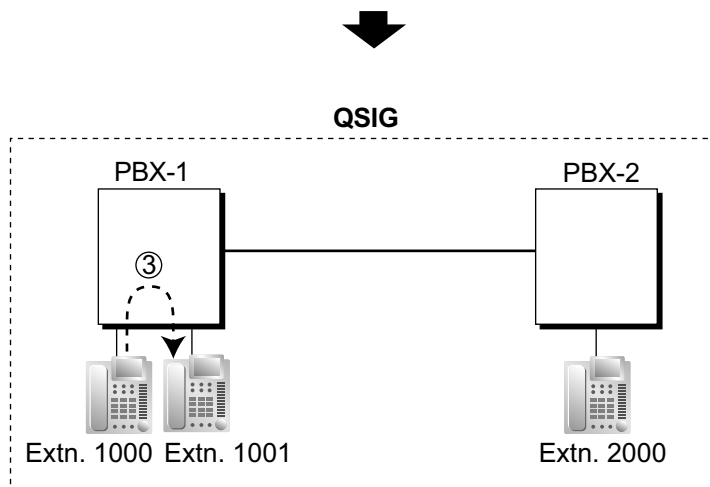 QSIG
PBX-1
PBX-2
③
Extn. 1000
Extn. 1001
Extn. 2000